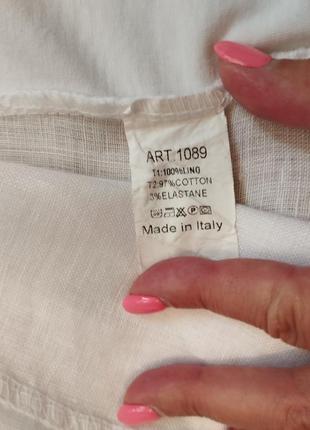 ART 1089
T1:100%LINO
T2:97%COTTON
3%ELASTANE
Made in Italy